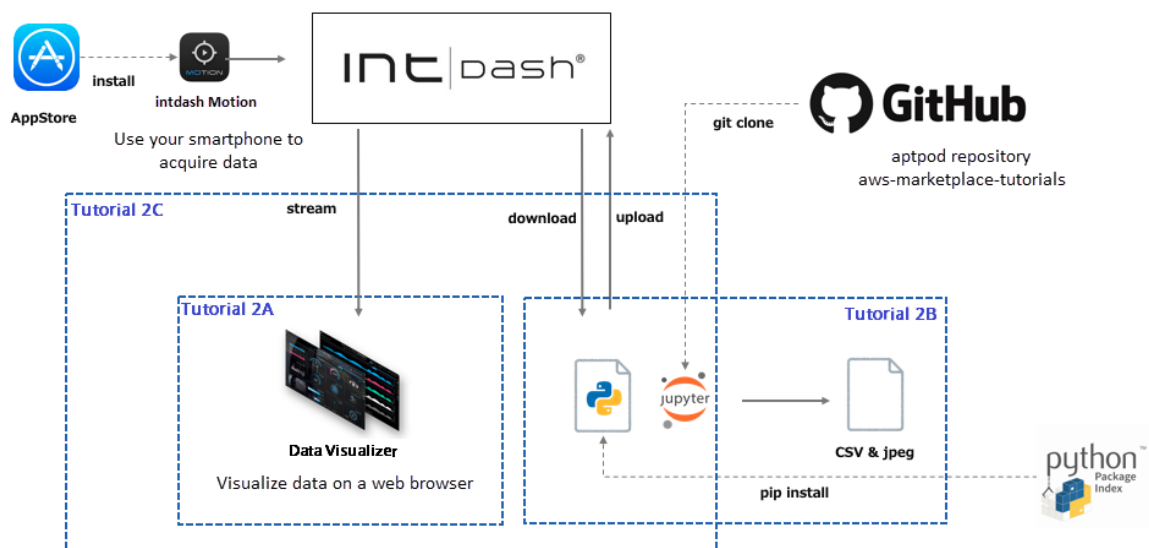 AppStore
install
MOTION
intdash Motion
Use your smartphone to
acquire data
int|DASH®
GitHub
aptpod repository
aws-marketplace-tutorials
git clone
Tutorial 2C
stream
download
upload
Tutorial 2A
Data Visualizer
Visualize data on a web browser
Tutorial 2B
jupyter
CSV & jpeg
pip install
python™
Package
Index